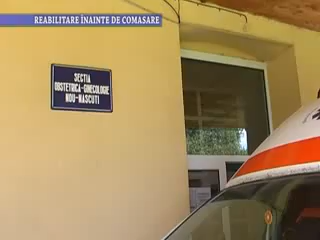 REABILITARE ÎNAINTE DE COMASARE
SECTIA
OBSTETRICA-GINECOLOGIE
NOU-NASCUTI